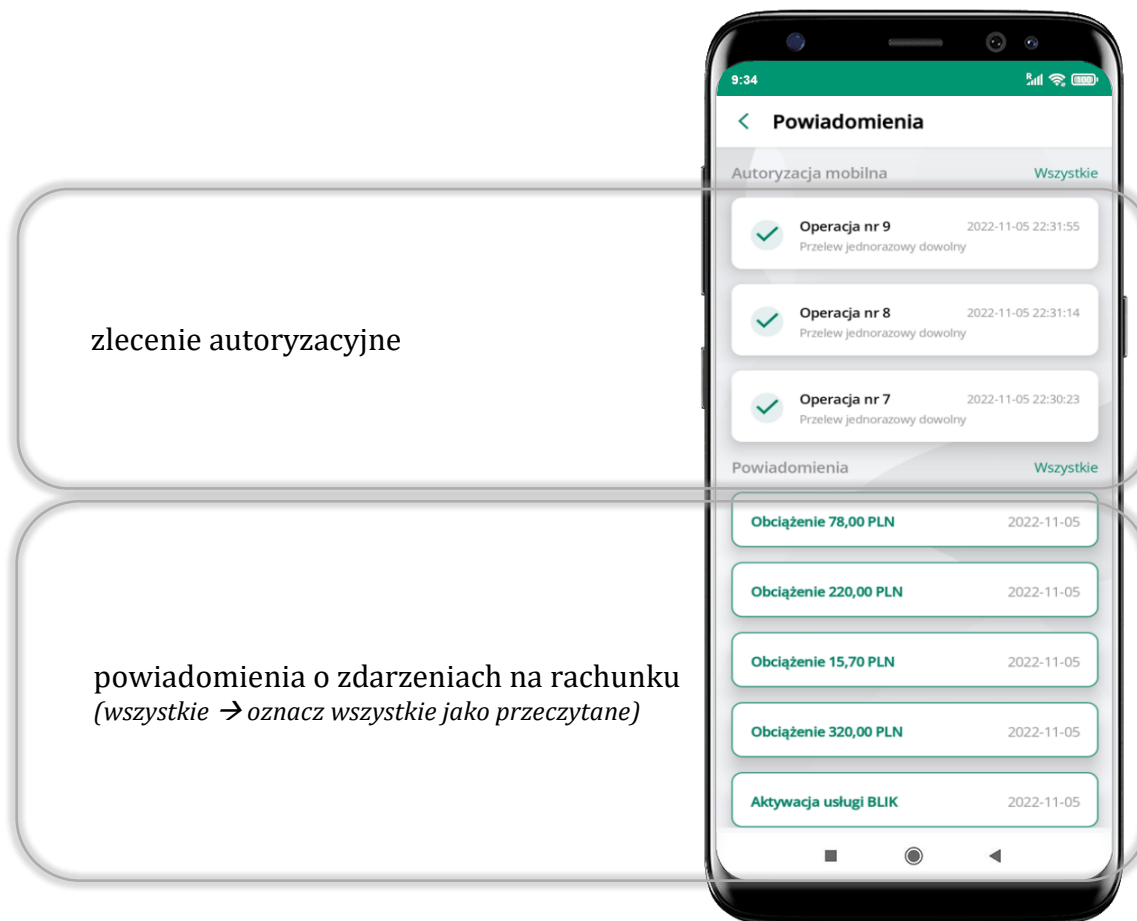 9:34
Powiadomienia
Autoryzacja mobilna Wszystkie
Operacja nr 9 2022-11-05 22:31:55
Przelew jednorazowy dowolny
Operacja nr 8 2022-11-05 22:31:14
Przelew jednorazowy dowolny
Operacja nr 7 2022-11-05 22:30:23
Przelew jednorazowy dowolny
zlecenie autoryzacyjne
Powiadomienia Wszystkie
Obciążenie 78,00 PLN 2022-11-05
Obciążenie 220,00 PLN 2022-11-05
Obciążenie 15,70 PLN 2022-11-05
Obciążenie 320,00 PLN 2022-11-05
Aktywacja usługi BLIK 2022-11-05
powiadomienia o zdarzeniach na rachunku
(wszystkie → oznacz wszystkie jako przeczytane)